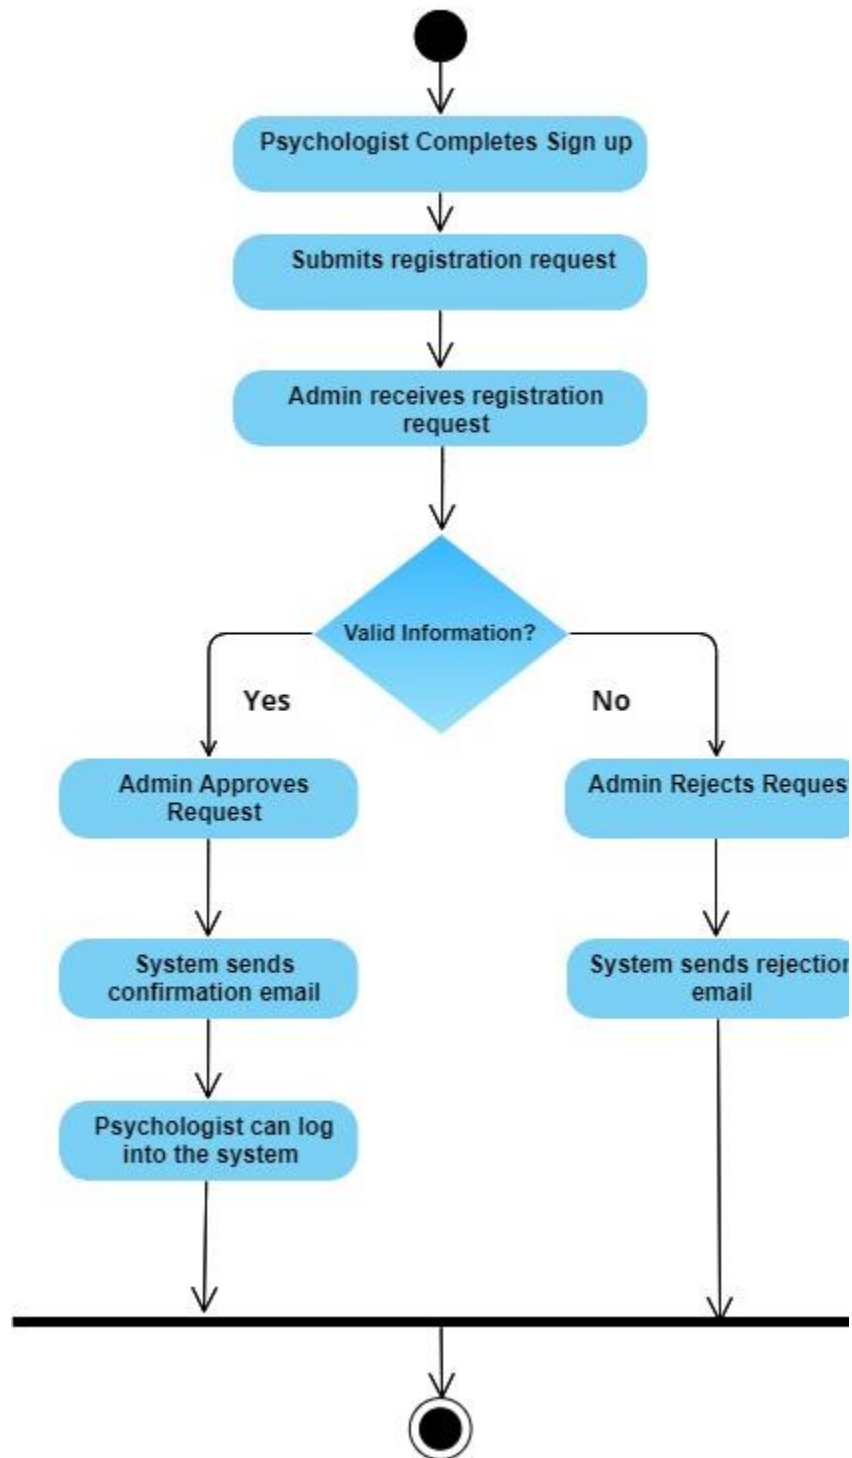 Psychologist Completes Sign up
Submits registration request
Admin receives registration
request
Valid Information?
Yes
No
Admin Approves
Request
Admin Rejects Request
System sends
confirmation email
System sends rejection
email
Psychologist can log
into the system